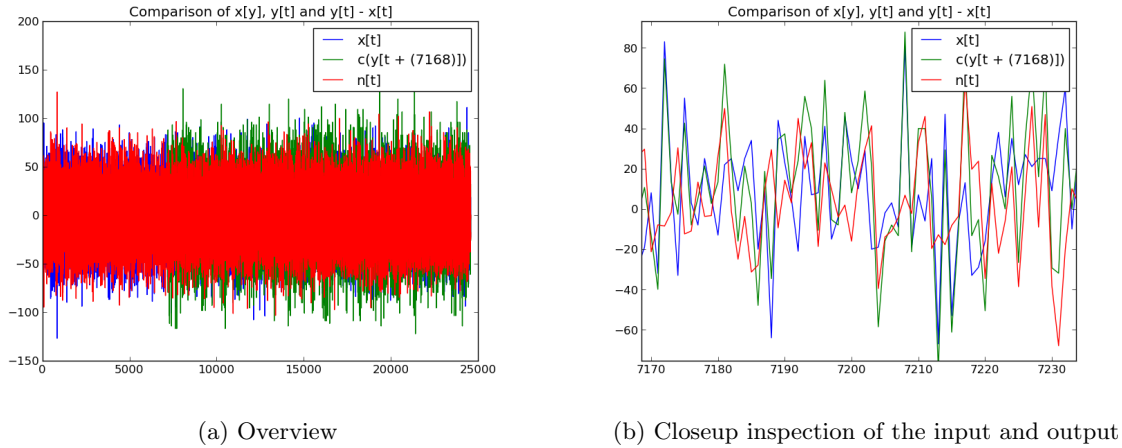 Comparison of x[y], y[t] and y[t] - x[t]
200
150
100
50
0
−50
−100
−150
0
5000
10000
15000
20000
25000
x[t]
c(y[t + (7168)])
n[t]
(a) Overview
Comparison of x[y], y[t] and y[t] - x[t]
80
60
40
20
0
−20
−40
−60
7170
7180
7190
7200
7210
7220
7230
x[t]
c(y[t + (7168)])
n[t]
(b) Closeup inspection of the input and output